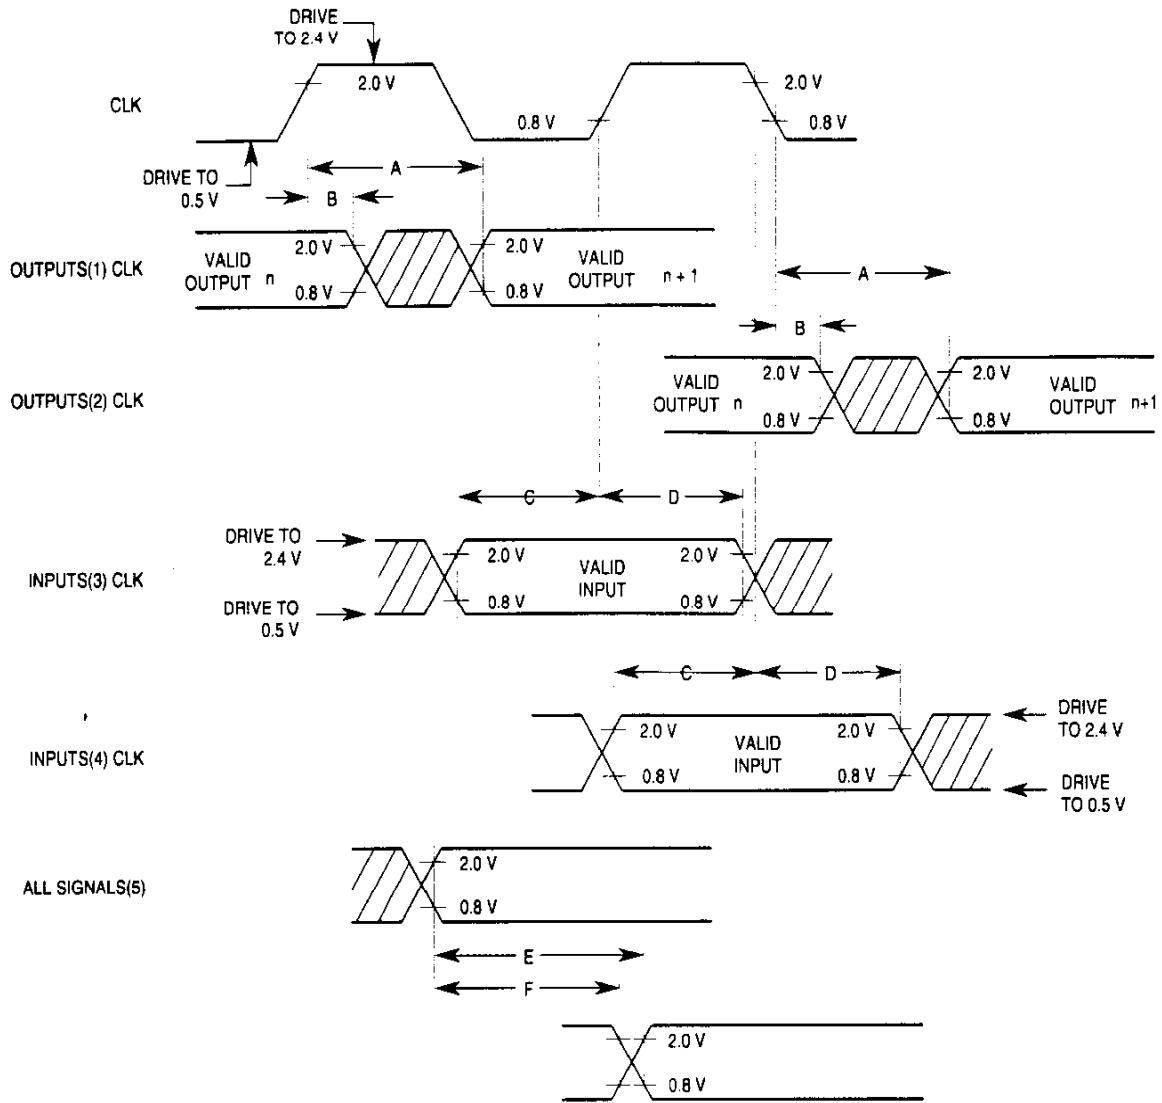 DRIVE
TO 2.4 V
2.0 V
2.0 V
CLK
0.8 V
0.8 V
DRIVE TO
0.5 V
A
B
VALID
OUTPUT n
2.0 V
0.8 V
2.0 V
0.8 V
VALID
OUTPUT n + 1
OUTPUTS(1) CLK
A
B
OUTPUTS(2) CLK
VALID
OUTPUT n
2.0 V
0.8 V
2.0 V
0.8 V
VALID
OUTPUT n+1
C
D
DRIVE TO
2.4 V
INPUTS(3) CLK
DRIVE TO
0.5 V
2.0 V
0.8 V
VALID
INPUT
2.0 V
0.8 V
C
D
INPUTS(4) CLK
2.0 V
0.8 V
VALID
INPUT
2.0 V
0.8 V
DRIVE
TO 2.4 V
DRIVE
TO 0.5 V
ALL SIGNALS(5)
2.0 V
0.8 V
E
F
2.0 V
0.8 V